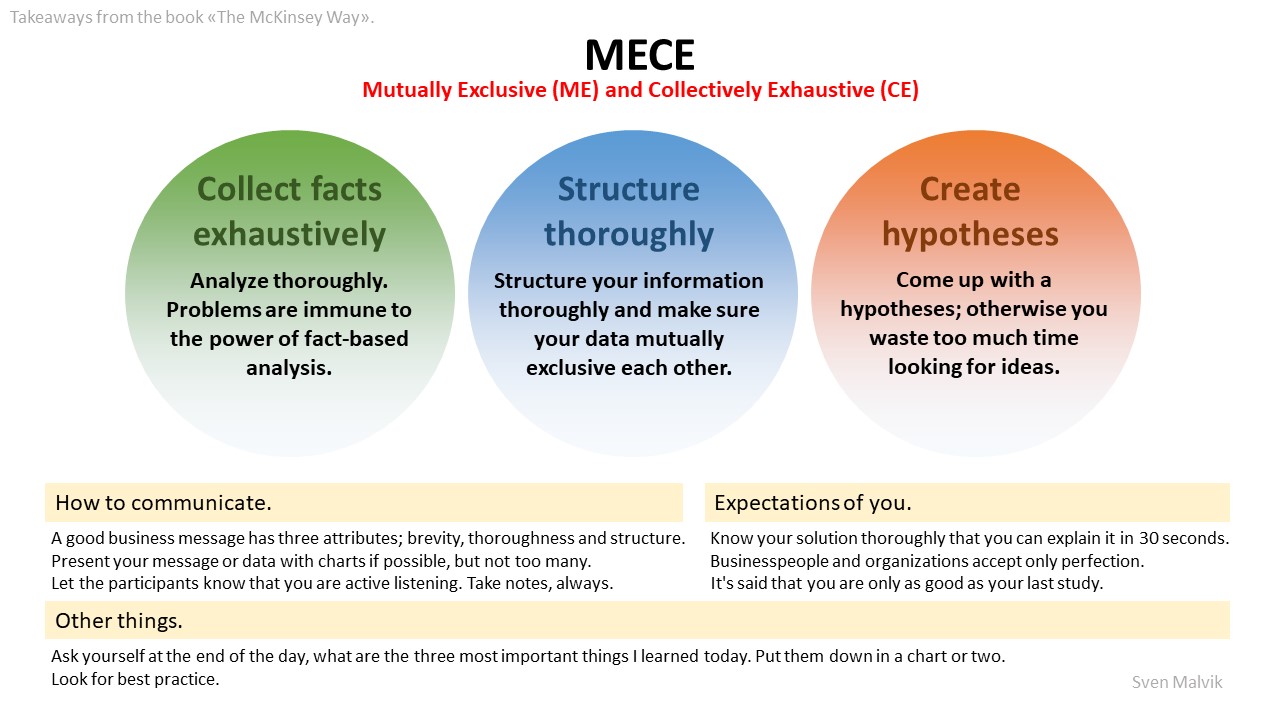 Takeaways from the book «The McKinsey Way».
MECE
Mutually Exclusive (ME) and Collectively Exhaustive (CE)
Collect facts
exhaustively
Analyze thoroughly.
Problems are immune to
the power of fact-based
analysis.
Structure
thoroughly
Structure your information
thoroughly and make sure
your data mutually
exclusive each other.
Create
hypotheses
Come up with a
hypotheses; otherwise you
waste too much time
looking for ideas.
How to communicate.
A good business message has three attributes; brevity, thoroughness and structure.
Present your message or data with charts if possible, but not too many.
Let the participants know that you are active listening. Take notes, always.
Expectations of you.
Know your solution thoroughly that you can explain it in 30 seconds.
Businesspeople and organizations accept only perfection.
It's said that you are only as good as your last study.
Other things.
Ask yourself at the end of the day, what are the three most important things I learned today. Put them down in a chart or two.
Look for best practice.
Sven Malvik